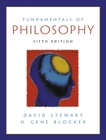 FUNDAMENTALS OF
PHILOSOPHY
FIFTH EDITION
DAVID STEWART
H. GENE BLOCKER